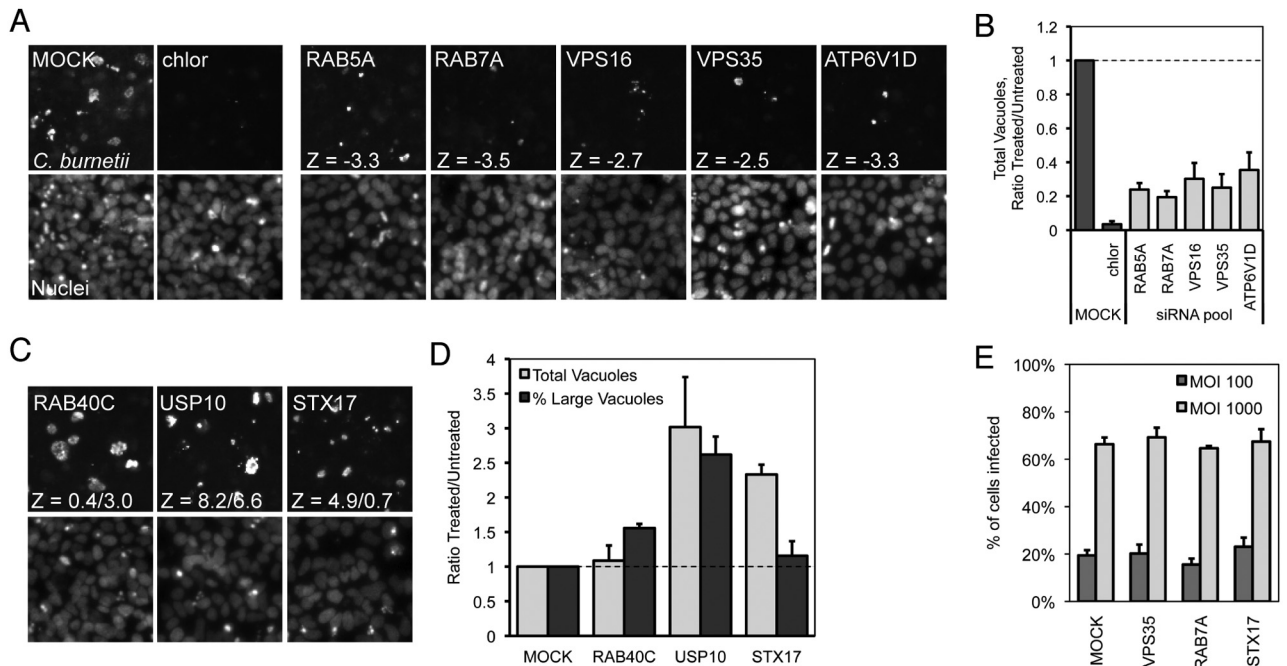 A
MOCK
chlor
RAB5A
RAB7A
VPS16
VPS35
ATP6V1D
C. burnetii
Z = -3.3
Z = -3.5
Z = -2.7
Z = -2.5
Z = -3.3
Nuclei
B
Total Vacuoles,
Ratio Treated/Untreated
1.2
1
0.8
0.6
0.4
0.2
0
chlor
RAB5A
RAB7A
VPS16
VPS35
ATP6V1D
MOCK
siRNA pool
C
RAB40C
USP10
STX17
Z = 0.4/3.0
Z = 8.2/6.6
Z = 4.9/0.7
D
Ratio Treated/Untreated
4
3.5
3
2.5
2
1.5
1
0.5
0
Total Vacuoles
% Large Vacuoles
MOCK
RAB40C
USP10
STX17
E
% of cells infected
100%
80%
60%
40%
20%
0%
MOI 100
MOI 1000
MOCK
VPS35
RAB7A
STX17